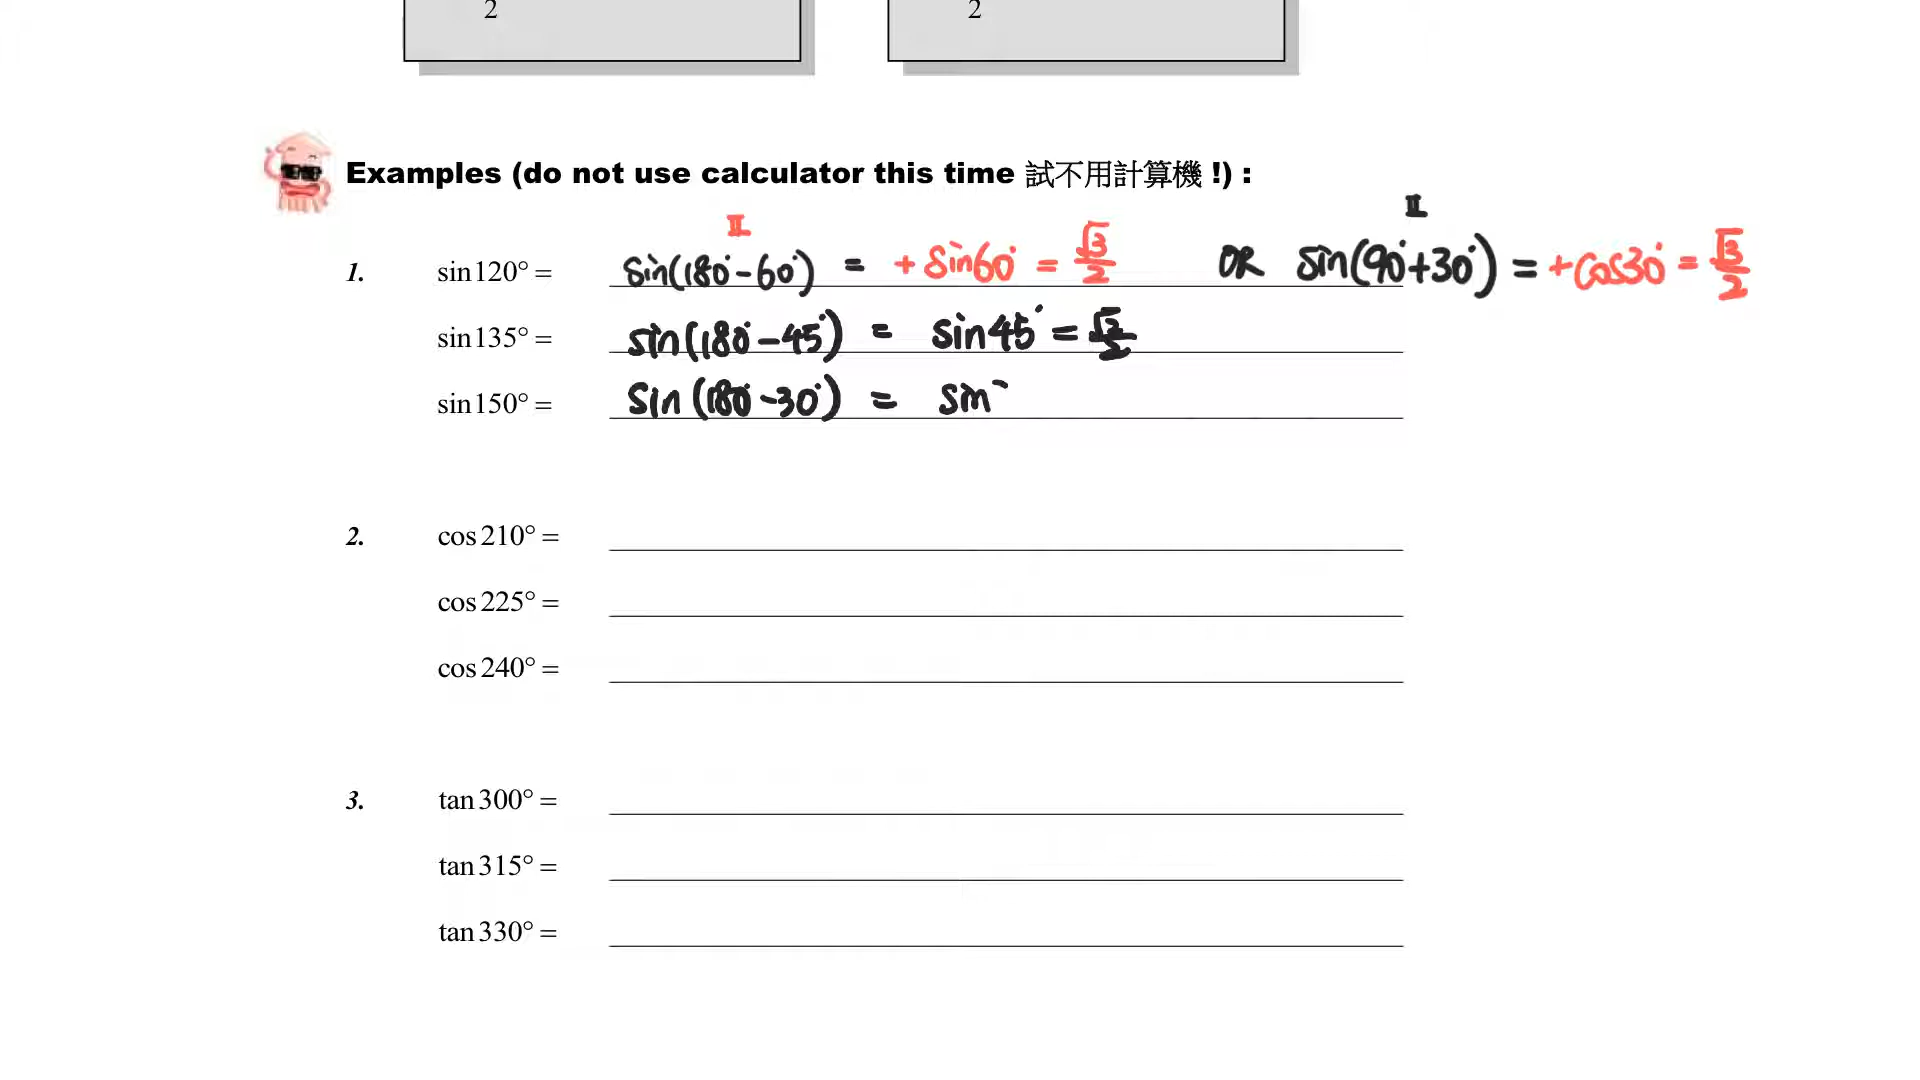 2 2
Examples (do not use calculator this time 試不用計算機 !) :
II II
1. sin120° = sin(180°-60°) = +sin60° = √3/2 OR sin(90°+30°) = +cos30° = √3/2
sin135° = sin(180°-45°) = sin45° = √2/2
sin150° = sin(180°-30°) = sin
2. cos210° =
cos225° =
cos240° =
3. tan300° =
tan315° =
tan330° =